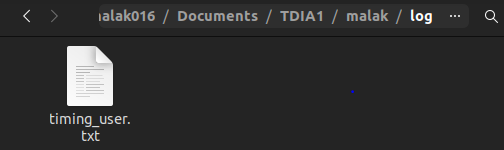 malak016 / Documents / TDIA1 / malak / log ...
timing_user.
txt